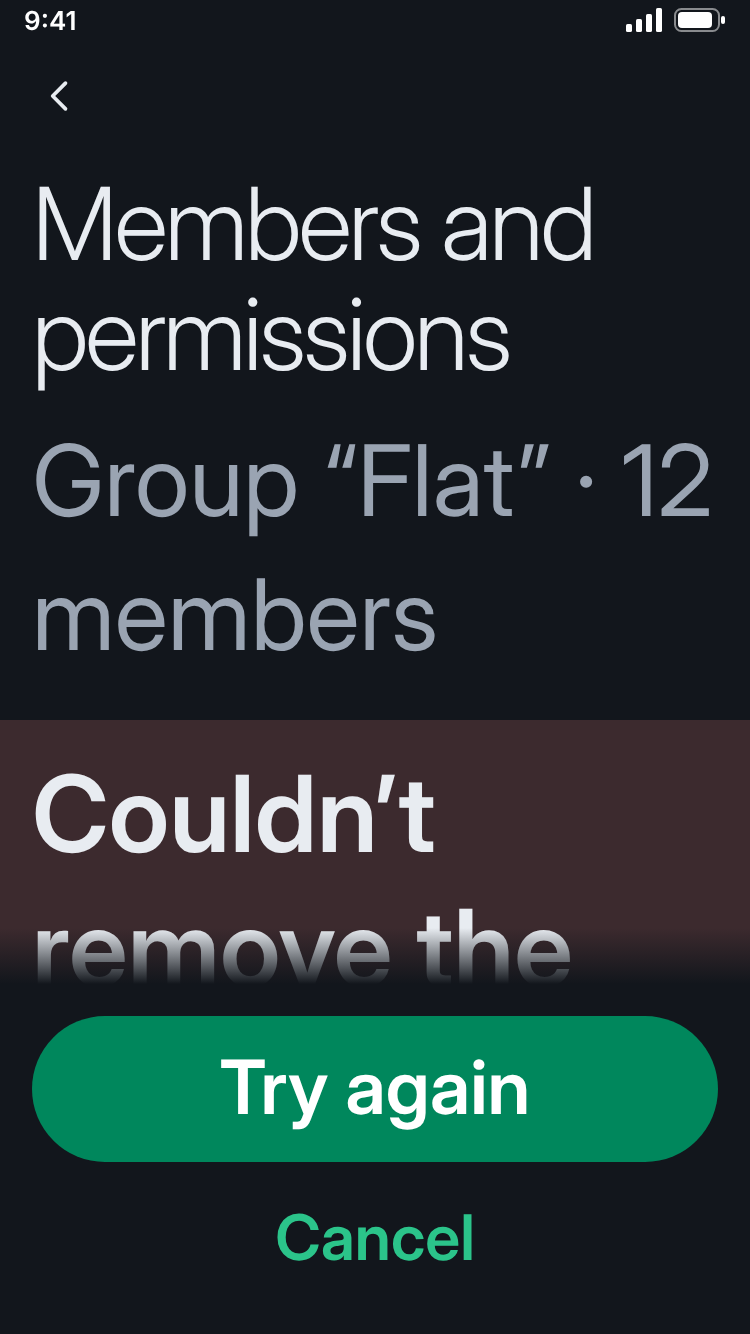 9:41
Members and
permissions
Group “Flat” · 12
members
Couldn’t
remove the
Try again
Cancel